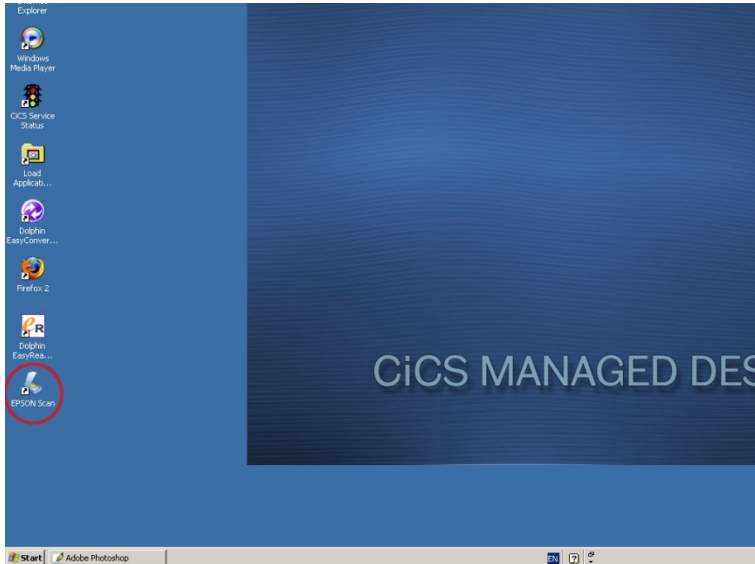 Explorer
Windows
Media Player
CiCS Service
Status
Load
Applicati...
Dolphin
EasyConver...
Firefox 2
Dolphin
EasyRea...
EPSON Scan
CiCS MANAGED DES
Start
Adobe Photoshop
EN